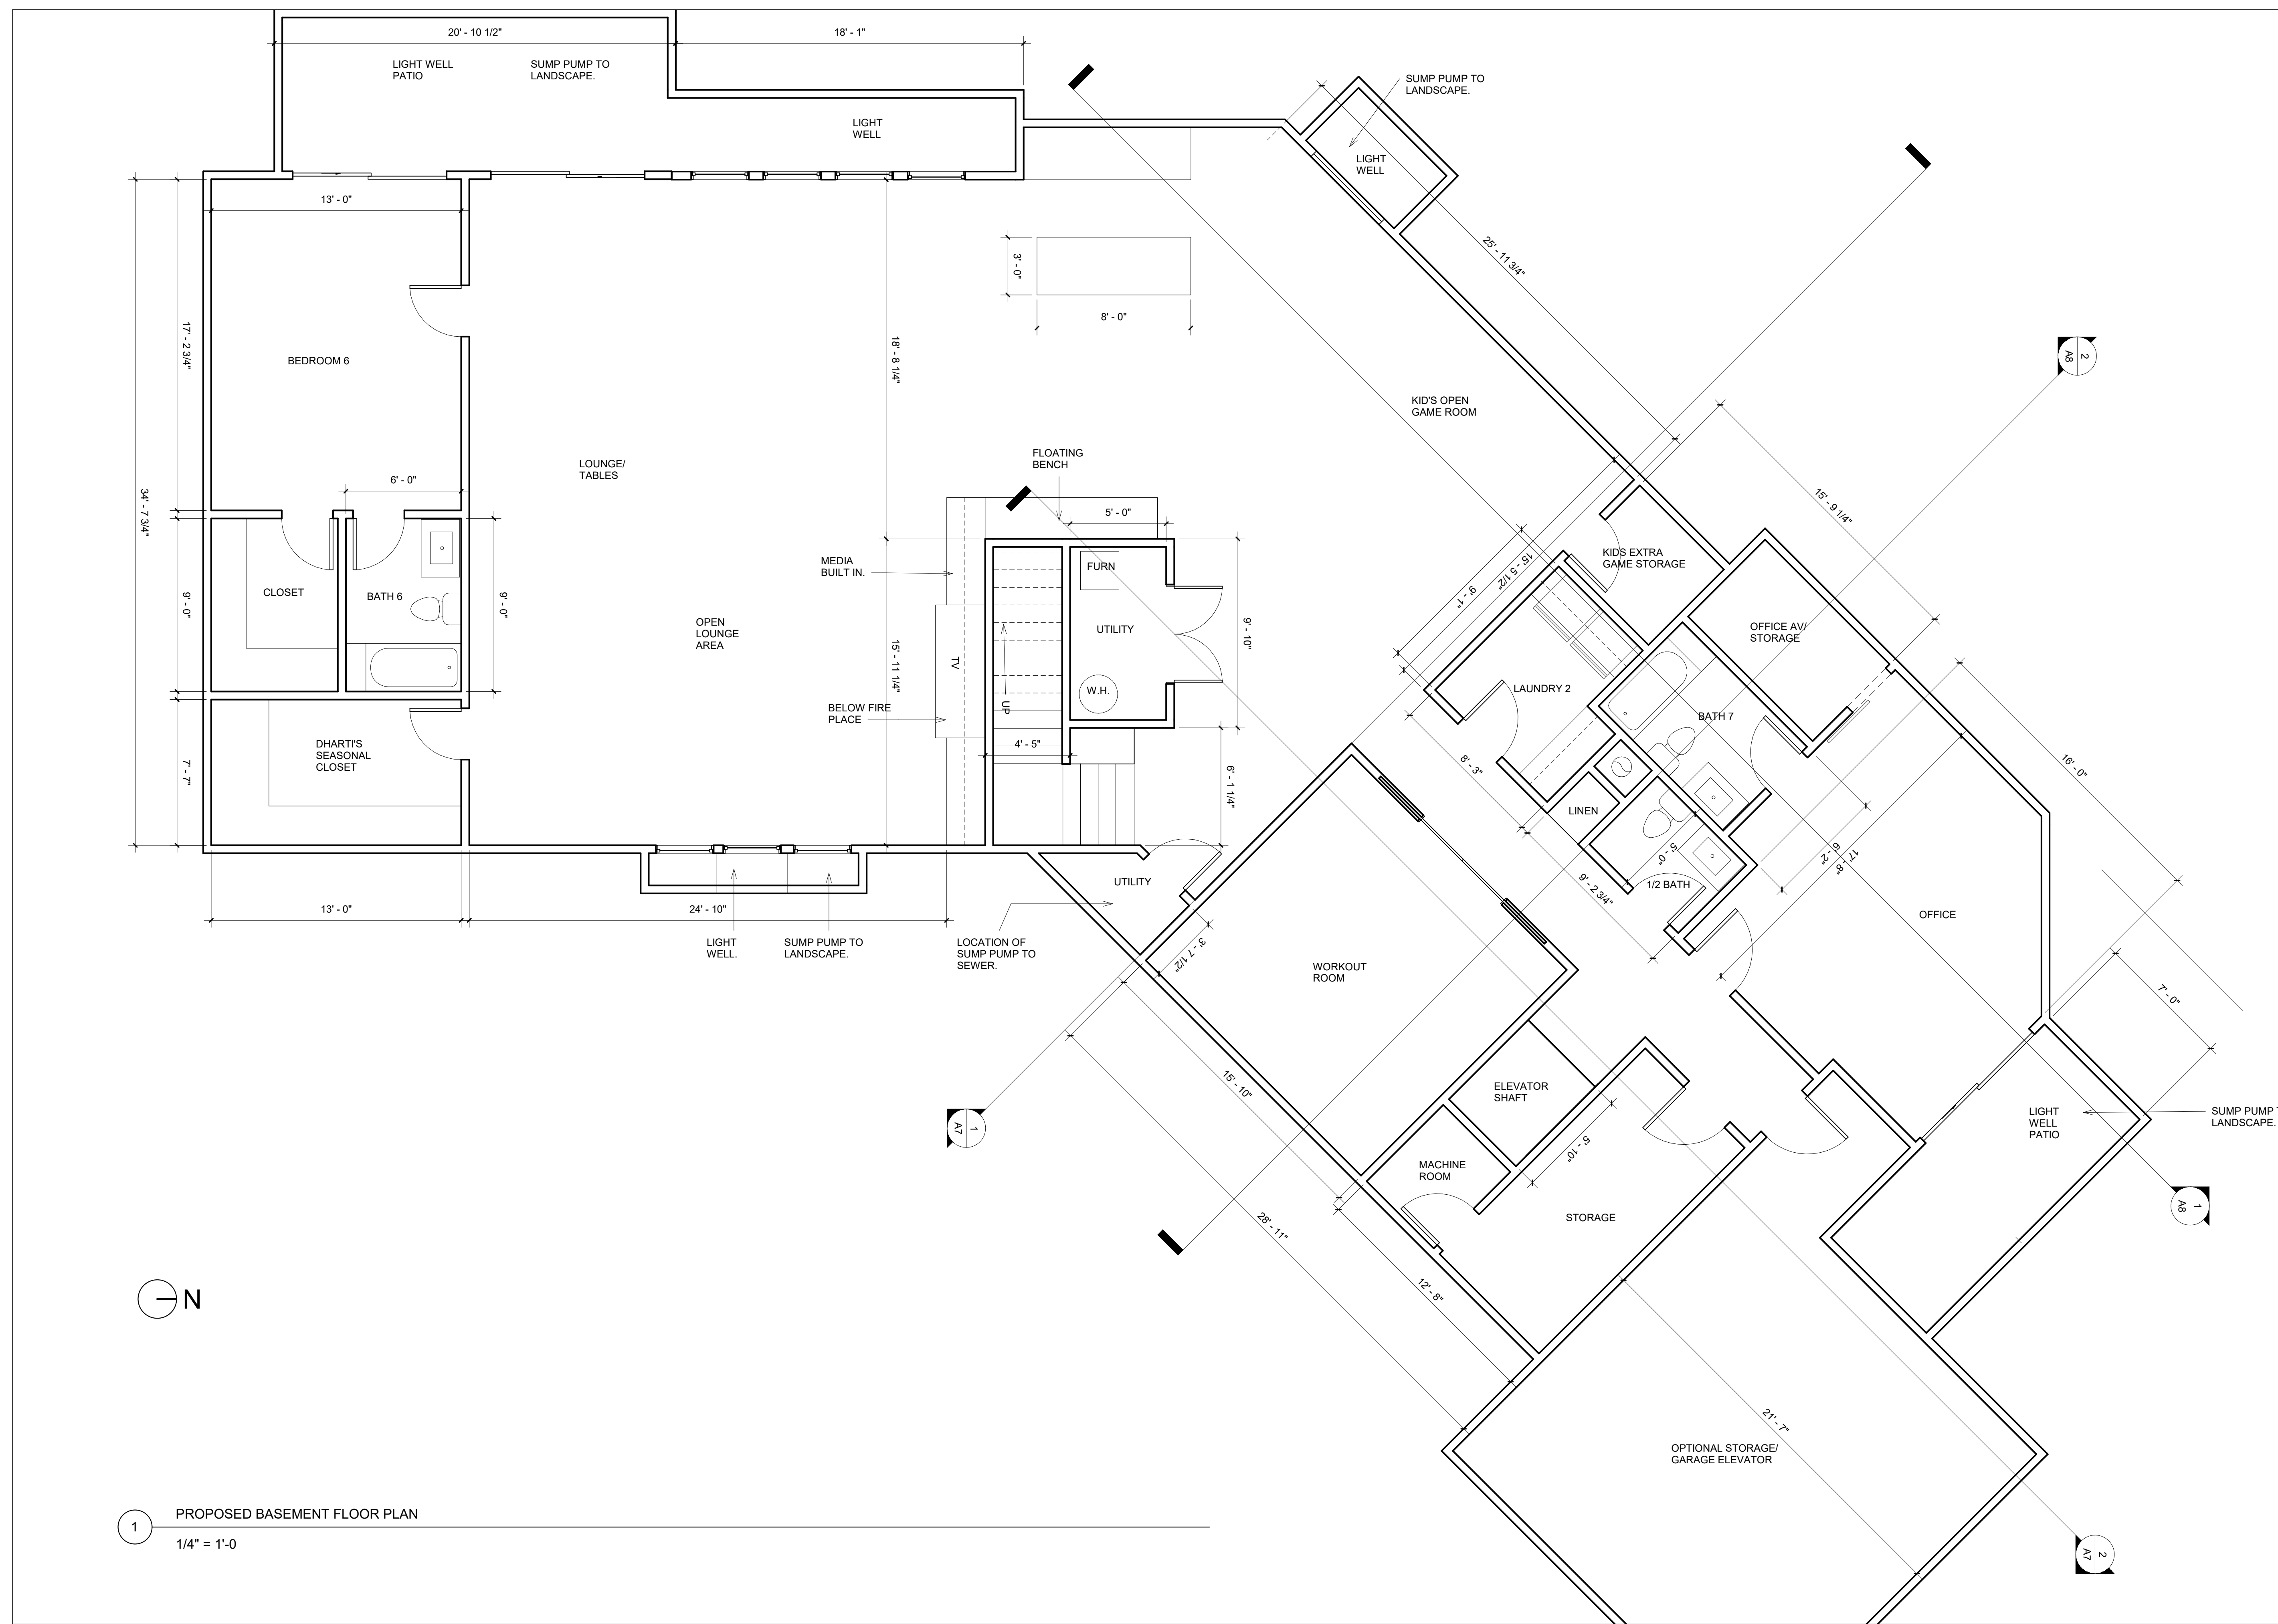 20' - 10 1/2"
18' - 1"
LIGHT WELL
PATIO
SUMP PUMP TO
LANDSCAPE.
LIGHT
WELL
SUMP PUMP TO
LANDSCAPE.
LIGHT
WELL
13' - 0"
25' - 11 3/4"
3' - 0"
8' - 0"
17' - 2 3/4"
18' - 8 1/4"
BEDROOM 6
2
A8
KID'S OPEN
GAME ROOM
LOUNGE/
TABLES
FLOATING
BENCH
6' - 0"
34' - 7 3/4"
15' - 9 1/4"
5' - 0"
MEDIA
BUILT IN.
FURN
KIDS EXTRA
GAME STORAGE
15' - 5 1/2"
9' - 1"
CLOSET
BATH 6
9' - 0"
9' - 0"
OPEN
LOUNGE
AREA
UTILITY
9' - 10"
OFFICE AV/
STORAGE
15' - 11 1/4"
TV
W.H.
UP
LAUNDRY 2
BELOW FIRE
PLACE
BATH 7
DHARTI'S
SEASONAL
CLOSET
4' - 5"
7' - 7"
6' - 1 1/4"
8' - 3"
16' - 0"
LINEN
5' - 0"
6' - 2"
17' - 8"
UTILITY
1/2 BATH
9' - 2 3/4"
13' - 0"
24' - 10"
OFFICE
LIGHT
WELL.
SUMP PUMP TO
LANDSCAPE.
LOCATION OF
SUMP PUMP TO
SEWER.
3' - 7 1/2"
WORKOUT
ROOM
7' - 0"
15' - 10"
ELEVATOR
SHAFT
1
A7
LIGHT
WELL
PATIO
SUMP PUMP
LANDSCAPE.
5' - 10"
MACHINE
ROOM
1
A8
28' - 11"
STORAGE
N
12' - 8"
21' - 7"
OPTIONAL STORAGE/
GARAGE ELEVATOR
1
PROPOSED BASEMENT FLOOR PLAN
1/4" = 1'-0
2
A7